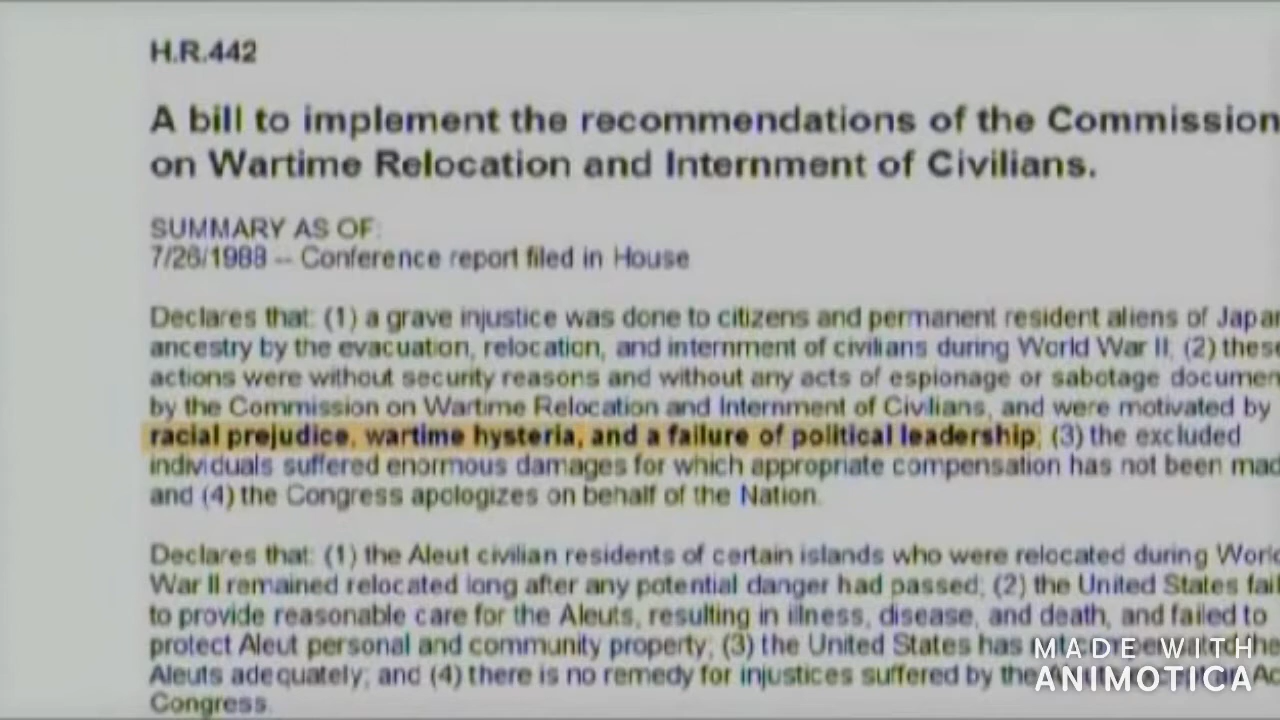 H.R.442
A bill to implement the recommendations of the Commission
on Wartime Relocation and Internment of Civilians.
SUMMARY AS OF:
7/26/1988 -- Conference report filed in House
Declares that: (1) a grave injustice was done to citizens and permanent resident aliens of Japan
ancestry by the evacuation, relocation, and internment of civilians during World War II; (2) these
actions were without security reasons and without any acts of espionage or sabotage documen
by the Commission on Wartime Relocation and Internment of Civilians, and were motivated by
racial prejudice, wartime hysteria, and a failure of political leadership; (3) the excluded
individuals suffered enormous damages for which appropriate compensation has not been mad
and (4) the Congress apologizes on behalf of the Nation.
Declares that: (1) the Aleut civilian residents of certain islands who were relocated during World
War II remained relocated long after any potential danger had passed; (2) the United States fail
to provide reasonable care for the Aleuts, resulting in illness, disease, and death, and failed to
protect Aleut personal and community property; (3) the United States has
Aleuts adequately; and (4) there is no remedy for injustices suffered by the
Congress.
MADE WITH
ANIMOTICA